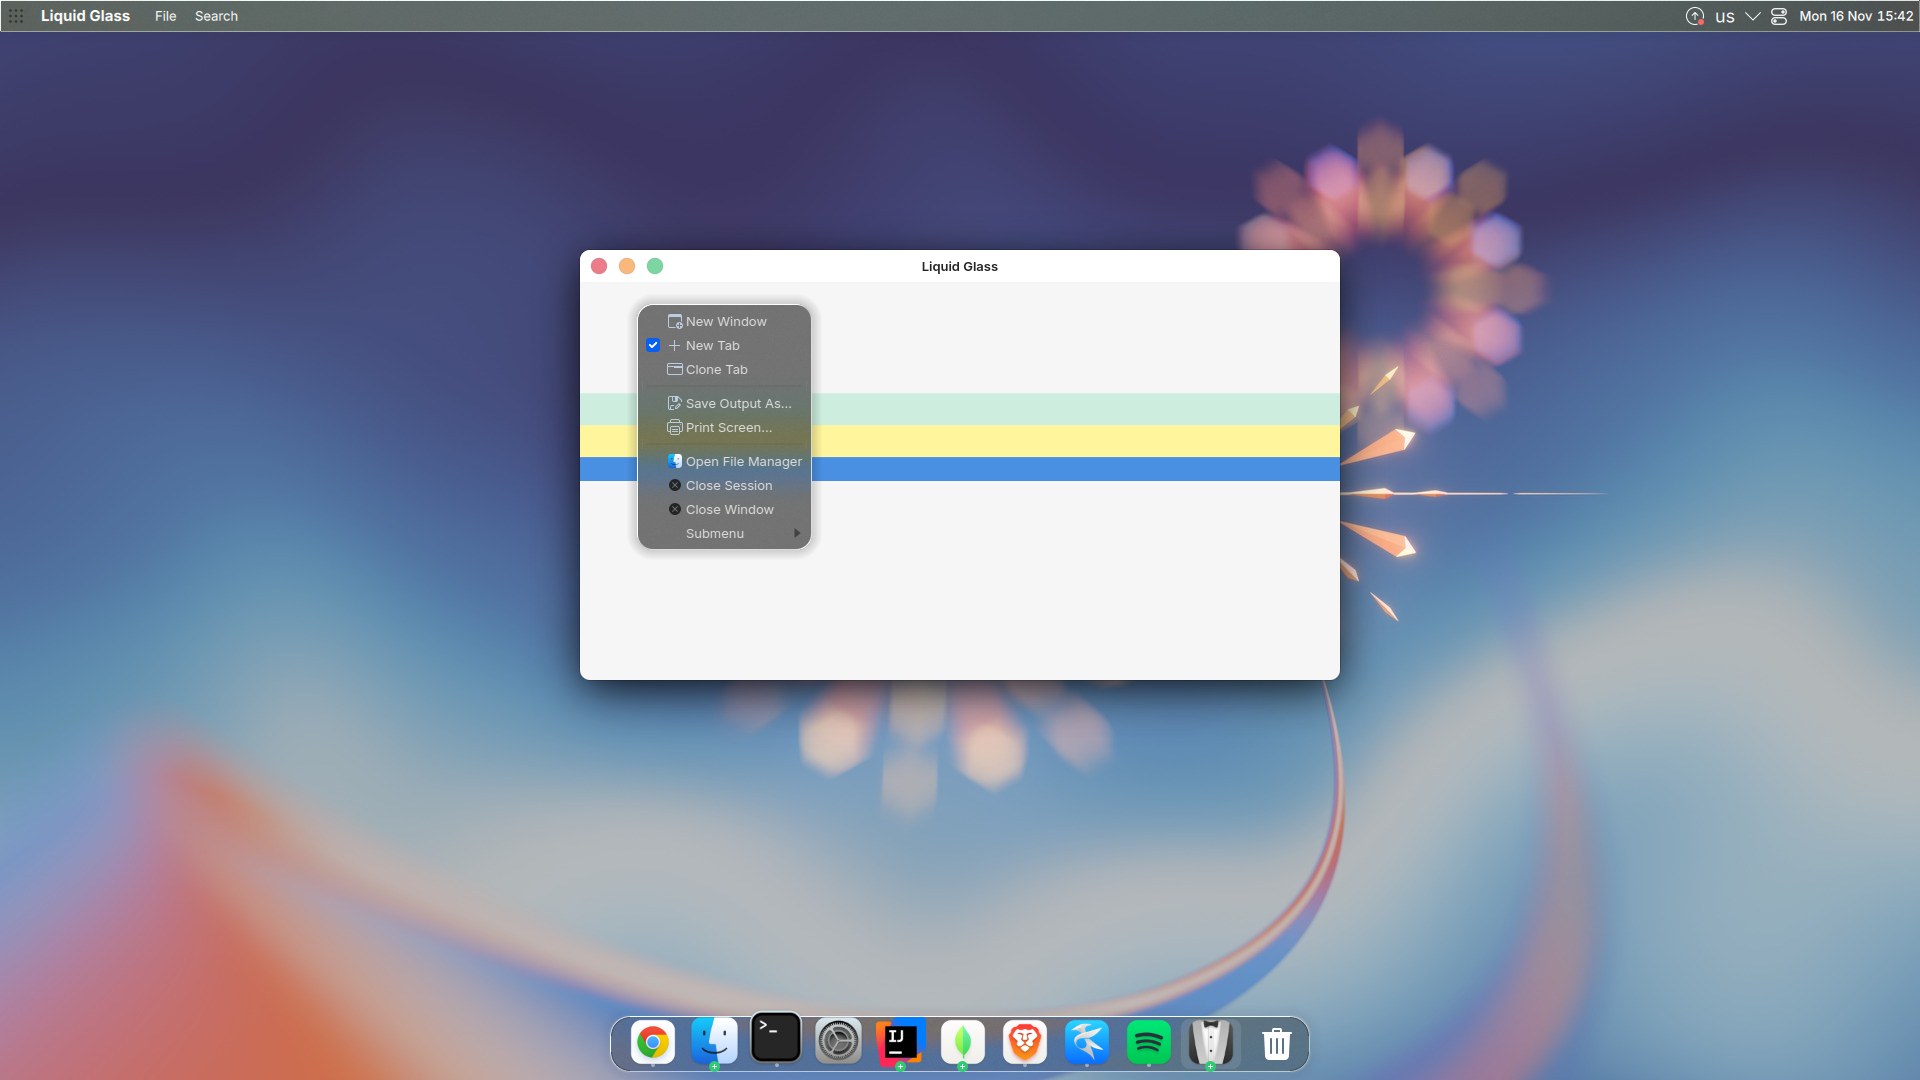 Liquid Glass File Search us Mon 16 Nov 15:42
Liquid Glass
New Window
New Tab
Clone Tab
Save Output As...
Print Screen...
Open File Manager
Close Session
Close Window
Submenu
>_
IJ